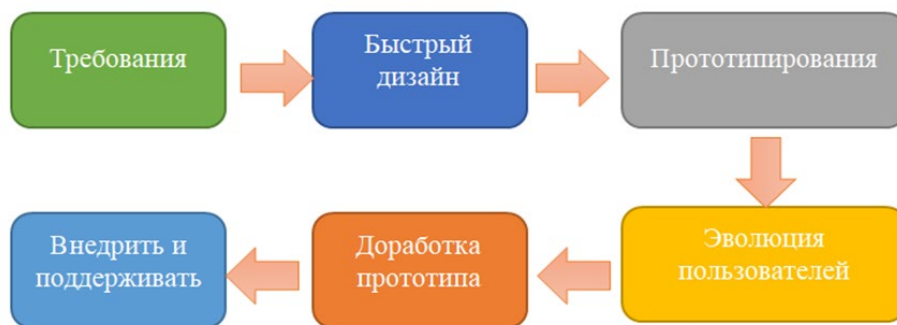 Требования
Быстрый
дизайн
Прототипирования
Эволюция
пользователей
Доработка
прототипа
Внедрить и
поддерживать